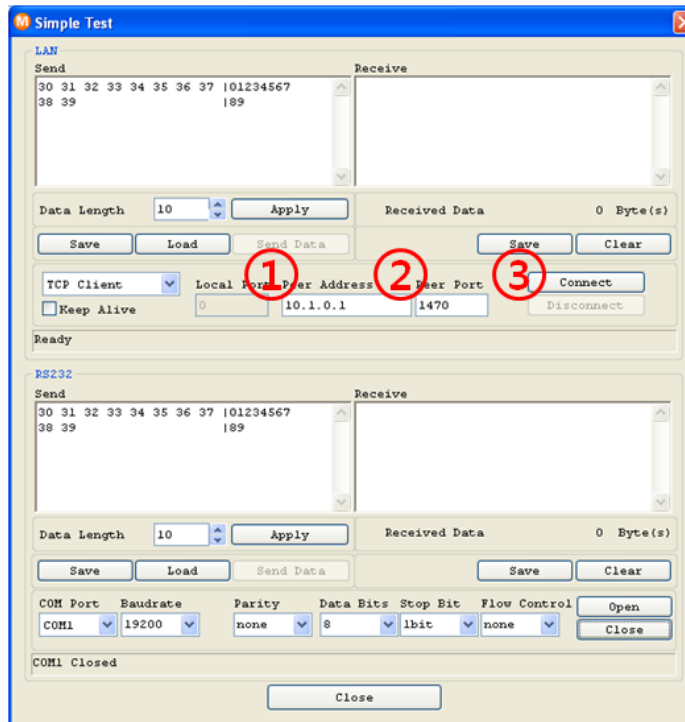 Simple Test
LAN
Send Receive
30 31 32 33 34 35 36 37 |01234567
38 39 |89
Data Length 10 Apply Received Data 0 Byte(s)
Save Load Send Data Save Clear
① ② ③
TCP Client Local Port Peer Address Peer Port Connect
Keep Alive 0 10.1.0.1 1470 Disconnect
Ready
RS232
Send Receive
30 31 32 33 34 35 36 37 |01234567
38 39 |89
Data Length 10 Apply Received Data 0 Byte(s)
Save Load Send Data Save Clear
COM Port Baudrate Parity Data Bits Stop Bit Flow Control Open
COM1 19200 none 8 1bit none Close
COM1 Closed
Close